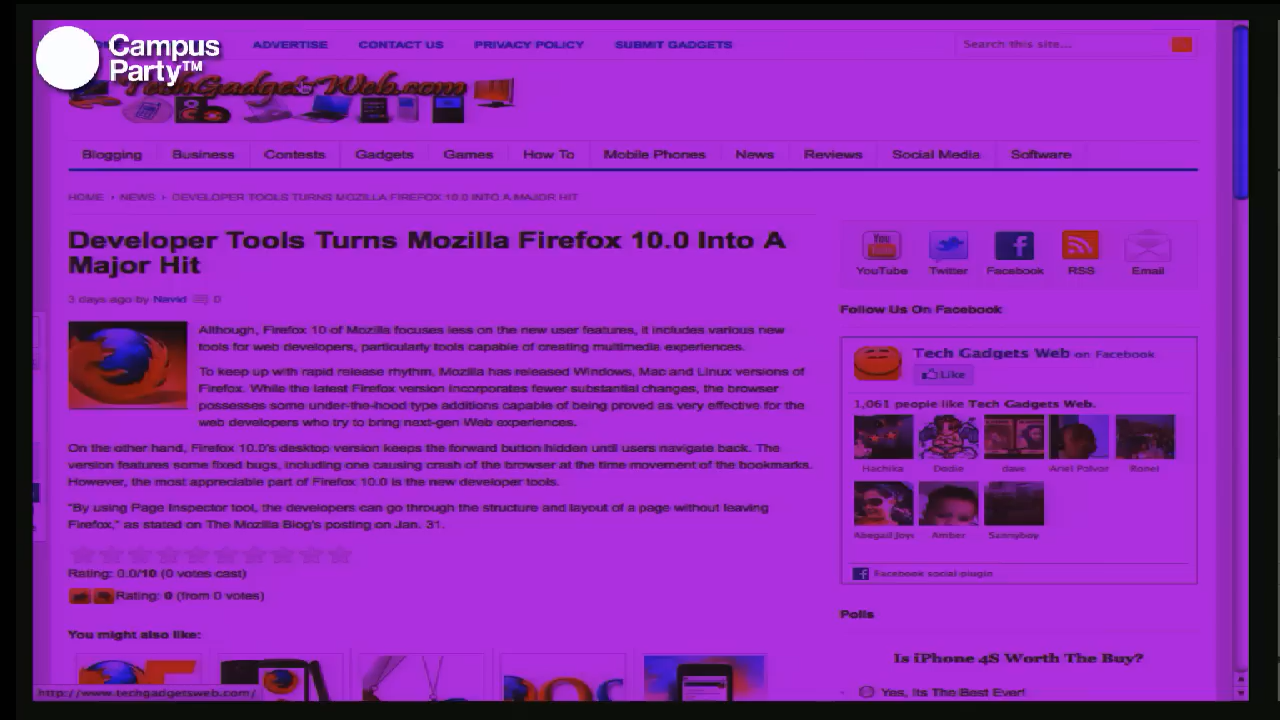 Campus
Party™
ADVERTISE CONTACT US PRIVACY POLICY SUBMIT GADGETS
Search this site...
TechGadgetsWeb.com
Blogging Business Contests Gadgets Games How To Mobile Phones News Reviews Social Media Software
HOME › NEWS › DEVELOPER TOOLS TURNS MOZILLA FIREFOX 10.0 INTO A MAJOR HIT
Developer Tools Turns Mozilla Firefox 10.0 Into A
Major Hit
3 days ago by Navid 0
Although, Firefox 10 of Mozilla focuses less on the new user features, it includes various new
tools for web developers, particularly tools capable of creating multimedia experiences.
To keep up with rapid release rhythm, Mozilla has released Windows, Mac and Linux versions of
Firefox. While the latest Firefox version incorporates fewer substantial changes, the browser
possesses some under-the-hood type additions capable of being proved as very effective for the
web developers who try to bring next-gen Web experiences.
On the other hand, Firefox 10.0's desktop version keeps the forward button hidden until users navigate back. The
version features some fixed bugs, including one causing crash of the browser at the time movement of the bookmarks.
However, the most appreciable part of Firefox 10.0 is the new developer tools.
"By using Page Inspector tool, the developers can go through the structure and layout of a page without leaving
Firefox," as stated on The Mozilla Blog's posting on Jan. 31.
Rating: 0.0/10 (0 votes cast)
Rating: 0 (from 0 votes)
You might also like:
http://www.techgadgetsweb.com/
You
YouTube Twitter Facebook RSS Email
Follow Us On Facebook
Tech Gadgets Web on Facebook
Like
1,061 people like Tech Gadgets Web.
Hachika Dodie dave Ariel Polvor Ronel
Abegail Joys Amber Sannyboy
Facebook social plugin
Polls
Is iPhone 4S Worth The Buy?
Yes, Its The Best Ever!